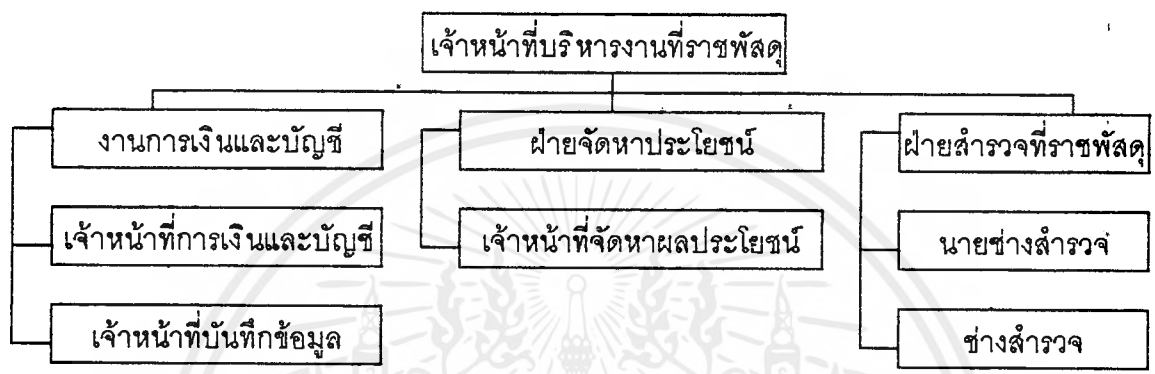 เจ้าหน้าที่บริหารงานที่ราชพัสดุ
งานการเงินและบัญชี
ฝ่ายจัดหาประโยชน์
ฝ่ายสำรวจที่ราชพัสดุ
เจ้าหน้าที่การเงินและบัญชี
เจ้าหน้าที่จัดหาผลประโยชน์
นายช่างสำรวจ
เจ้าหน้าที่บันทึกข้อมูล
ช่างสำรวจ